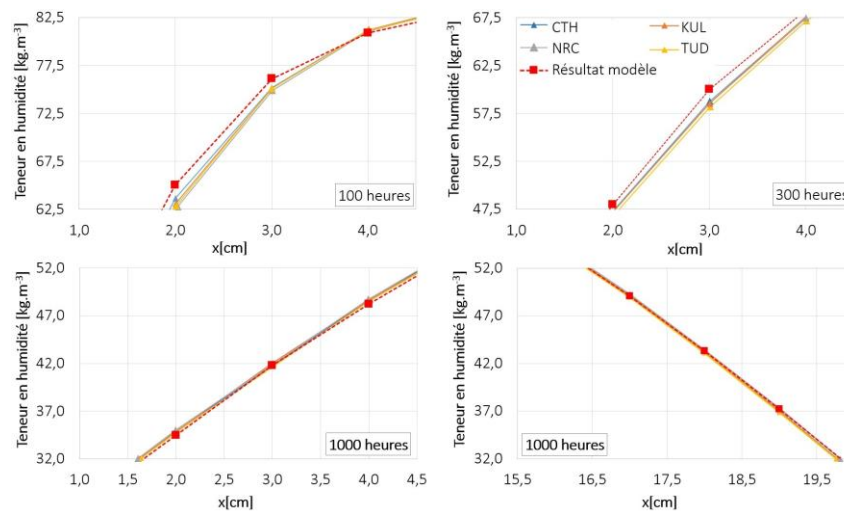 Teneur en humidité [kg.m-3]
82,5
77,5
72,5
67,5
62,5
1,0 2,0 3,0 4,0
x[cm]
100 heures
Teneur en humidité [kg.m-3]
67,5
62,5
57,5
52,5
47,5
1,0 2,0 3,0 4,0
x[cm]
CTH KUL
NRC TUD
Résultat modèle
300 heures
Teneur en humidité [kg.m-3]
52,0
47,0
42,0
37,0
32,0
1,0 1,5 2,0 2,5 3,0 3,5 4,0 4,5
x[cm]
1000 heures
Teneur en humidité [kg.m-3]
52,0
47,0
42,0
37,0
32,0
15,5 16,5 17,5 18,5 19,5
x[cm]
1000 heures